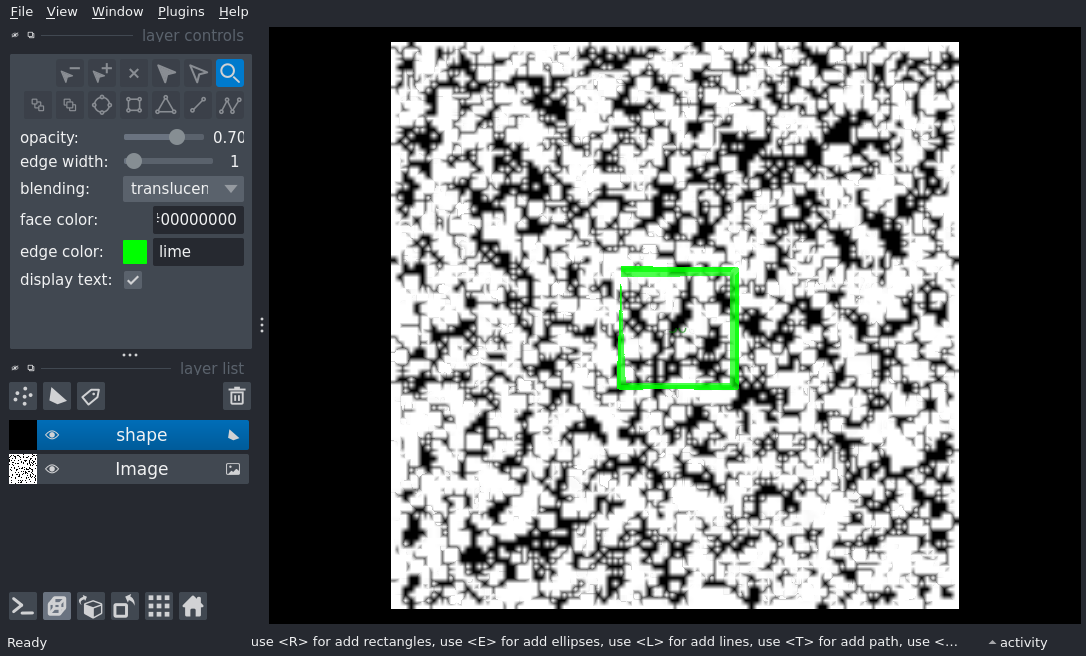 File View Window Plugins Help
layer controls
opacity: 0.70
edge width: 1
blending: translucen
face color: 00000000
edge color: lime
display text:
layer list
shape
Image
Ready use <R> for add rectangles, use <E> for add ellipses, use <L> for add lines, use <T> for add path, use <... activity